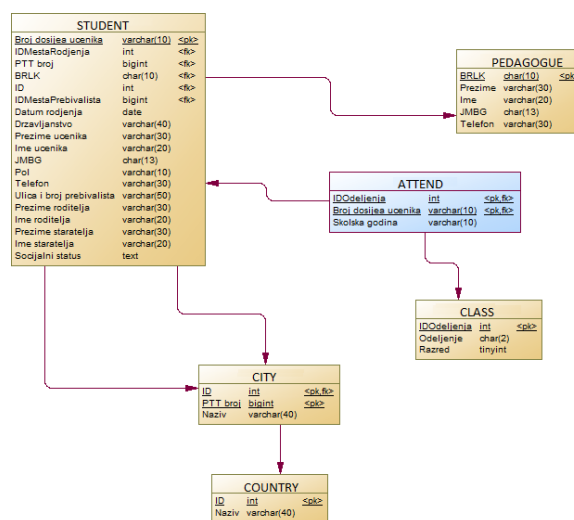 STUDENT
Broj dosijea ucenika varchar(10) <pk>
IDMestaRodjenja int <fk>
PTT broj bigint <fk>
BRLK char(10) <fk>
ID int <fk>
IDMestaPrebivalista bigint <fk>
Datum rodjenja date
Drzavljanstvo varchar(40)
Prezime ucenika varchar(30)
Ime ucenika varchar(20)
JMBG char(13)
Pol varchar(10)
Telefon varchar(30)
Ulica i broj prebivalista varchar(50)
Prezime roditelja varchar(30)
Ime roditelja varchar(20)
Prezime staratelja varchar(30)
Ime staratelja varchar(20)
Socijalni status text
PEDAGOGUE
BRLK char(10) <pk
Prezime varchar(30)
Ime varchar(20)
JMBG char(13)
Telefon varchar(30)
ATTEND
IDOdeljenja int <pk,fk>
Broj dosijea ucenika varchar(10) <pk,fk>
Skolska godina varchar(10)
CLASS
IDOdeljenja int <pk>
Odeljenje char(2)
Razred tinyint
CITY
ID int <pk,fk>
PTT broj bigint <pk>
Naziv varchar(40)
COUNTRY
ID int <pk>
Naziv varchar(40)